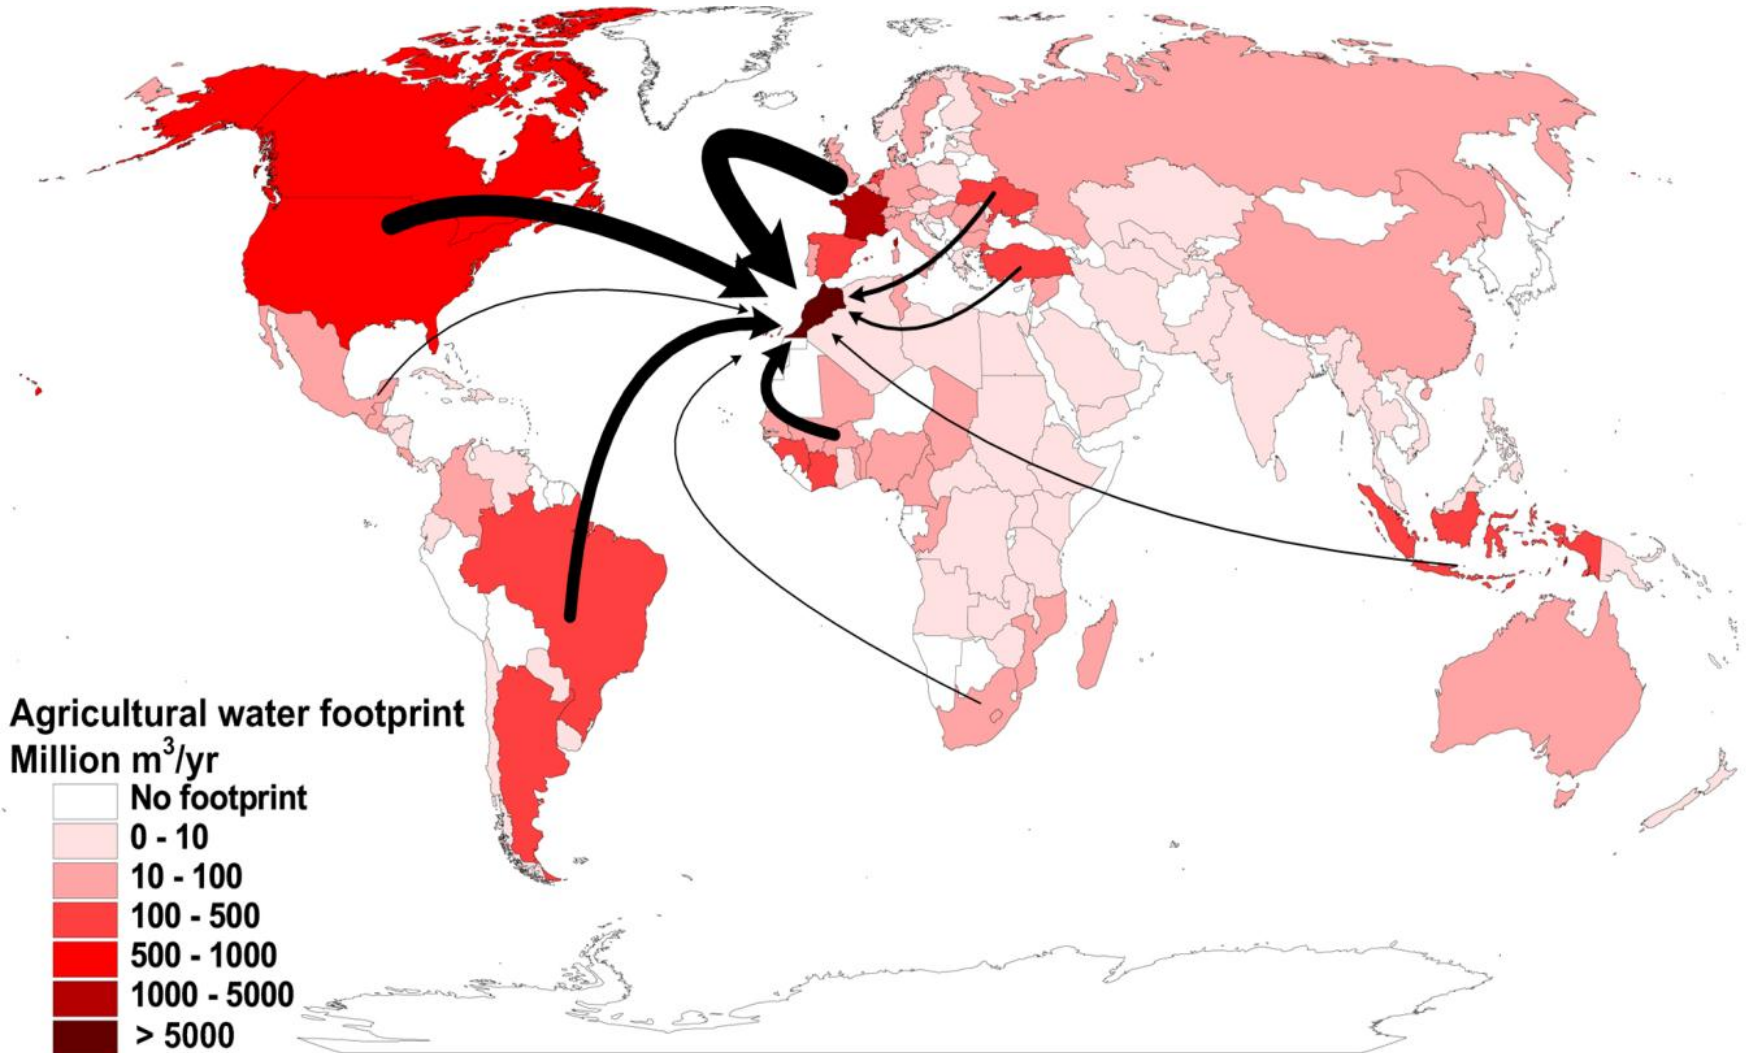 Agricultural water footprint
Million m³/yr
No footprint
0 - 10
10 - 100
100 - 500
500 - 1000
1000 - 5000
> 5000